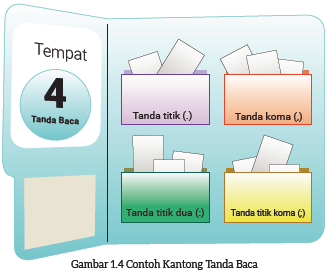 Tempat
4
Tanda Baca
Tanda titik (.)
Tanda koma (,)
Tanda titik dua (:)
Tanda titik koma (;)
Gambar 1.4 Contoh Kantong Tanda Baca